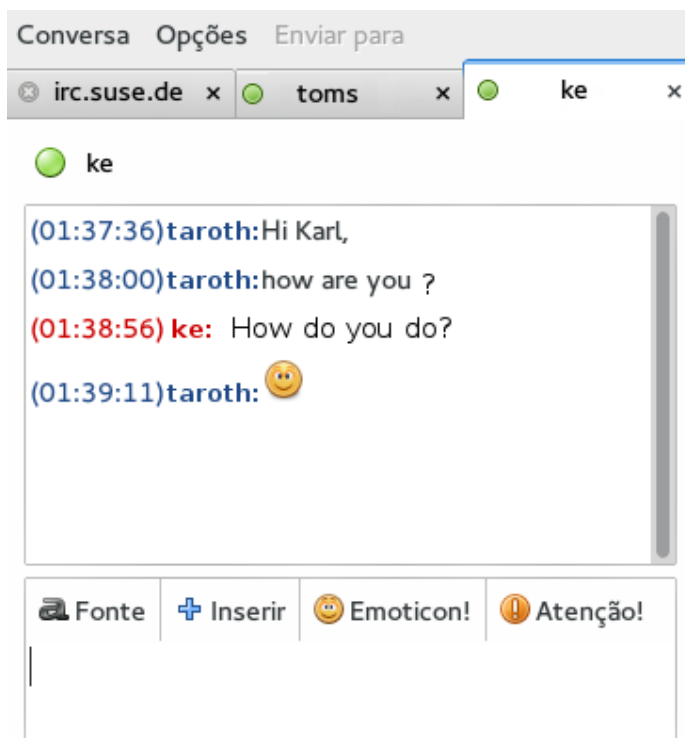 Conversa Opções Enviar para
irc.suse.de × toms × ke ×
ke
(01:37:36)taroth:Hi Karl,
(01:38:00)taroth:how are you ?
(01:38:56) ke: How do you do?
(01:39:11)taroth:
a Fonte Inserir Emoticon! Atenção!